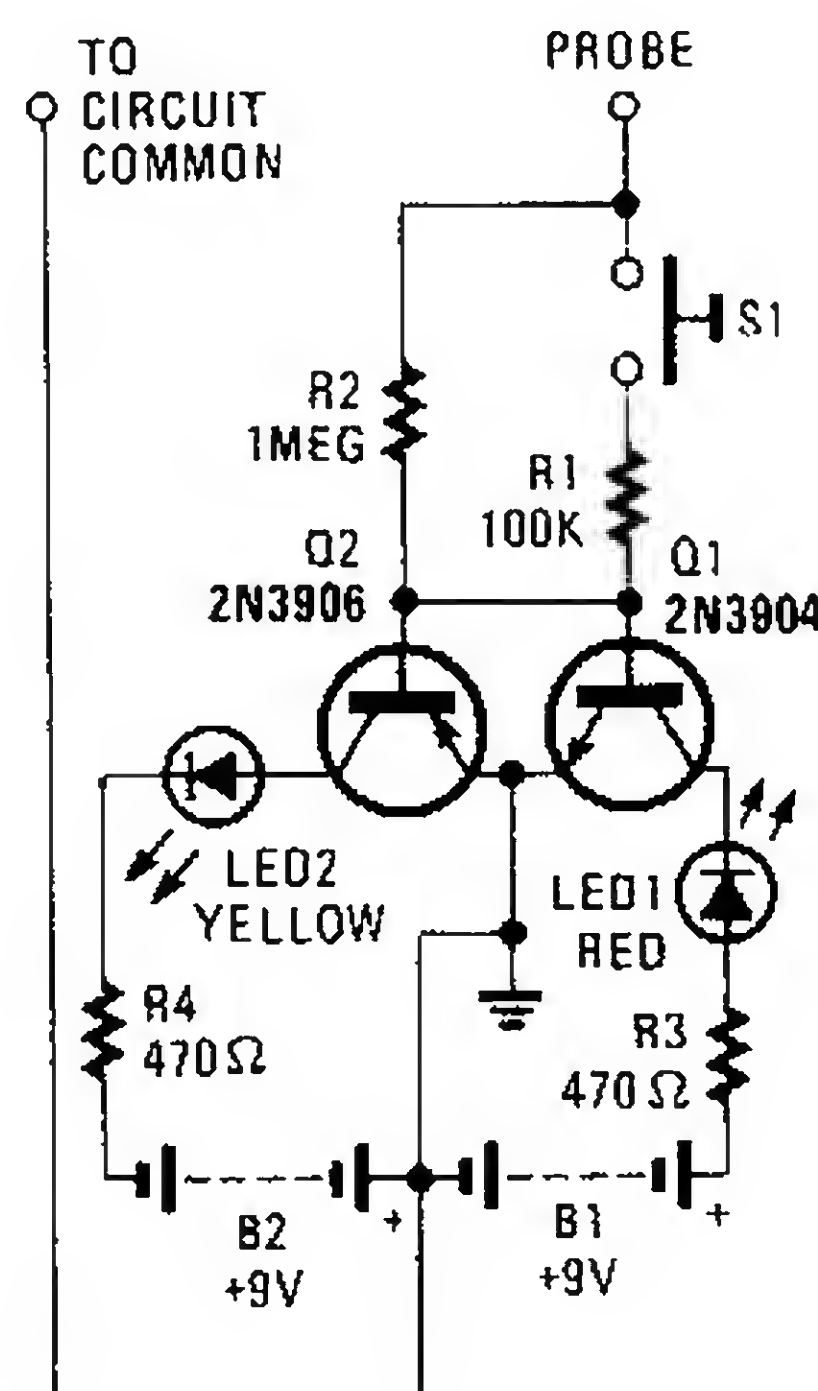 TO
CIRCUIT
COMMON
PROBE
S1
R2
1MEG
R1
100K
Q2
2N3906
Q1
2N3904
LED2
YELLOW
LED1
RED
R4
470Ω
R3
470Ω
+
+
B2
+9V
B1
+9V